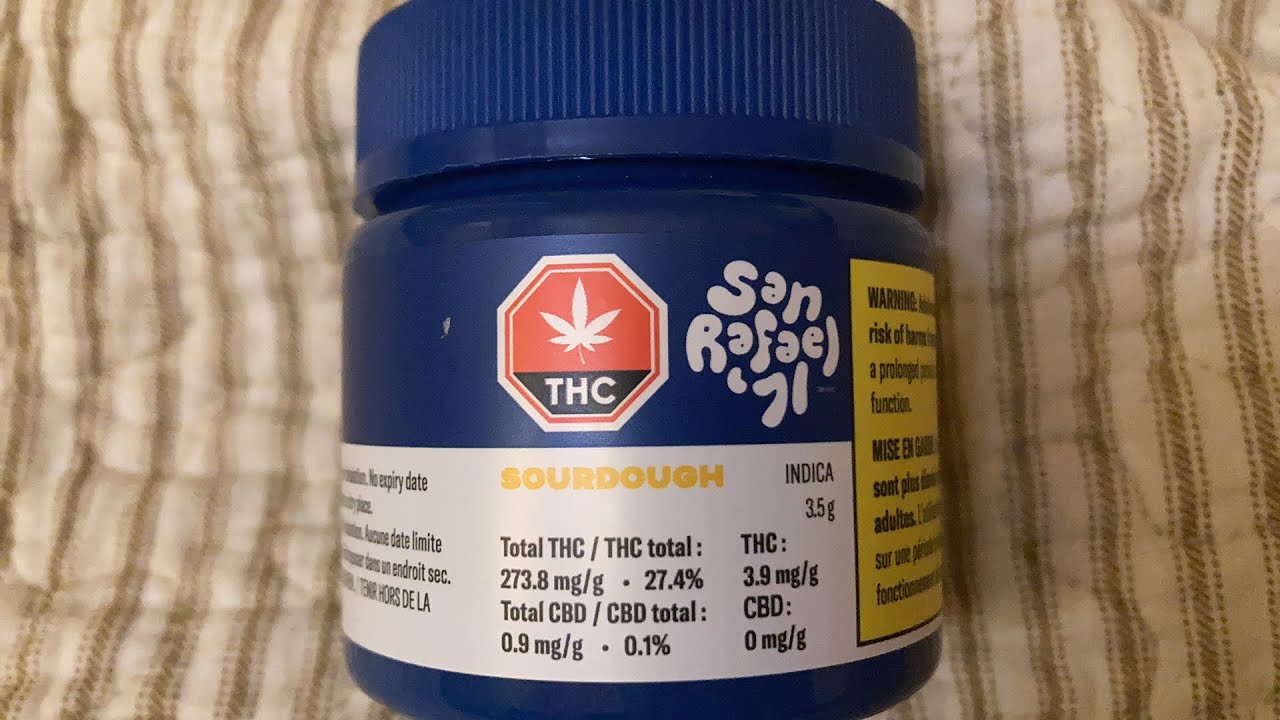 THC
San
Rafael
'71
No expiry date
place.
Aucune date limite
dans un endroit sec.
/ TENIR HORS DE LA
SOURDOUGH
INDICA
3.5 g
Total THC / THC total :
273.8 mg/g • 27.4%
Total CBD / CBD total :
0.9 mg/g • 0.1%
THC :
3.9 mg/g
CBD :
0 mg/g
WARNING:
risk of harms
a prolonged
function.
MISE EN GARDE
sont plus
adultes.
sur une
fonctionnement